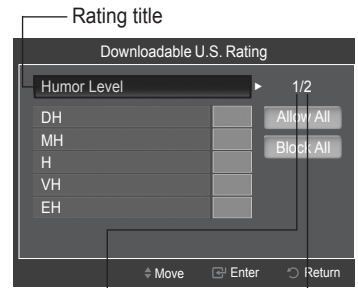 Rating title
Downloadable U.S. Rating
Humor Level ► 1/2
DH Allow All
MH Block All
H
VH
EH
Move Enter Return